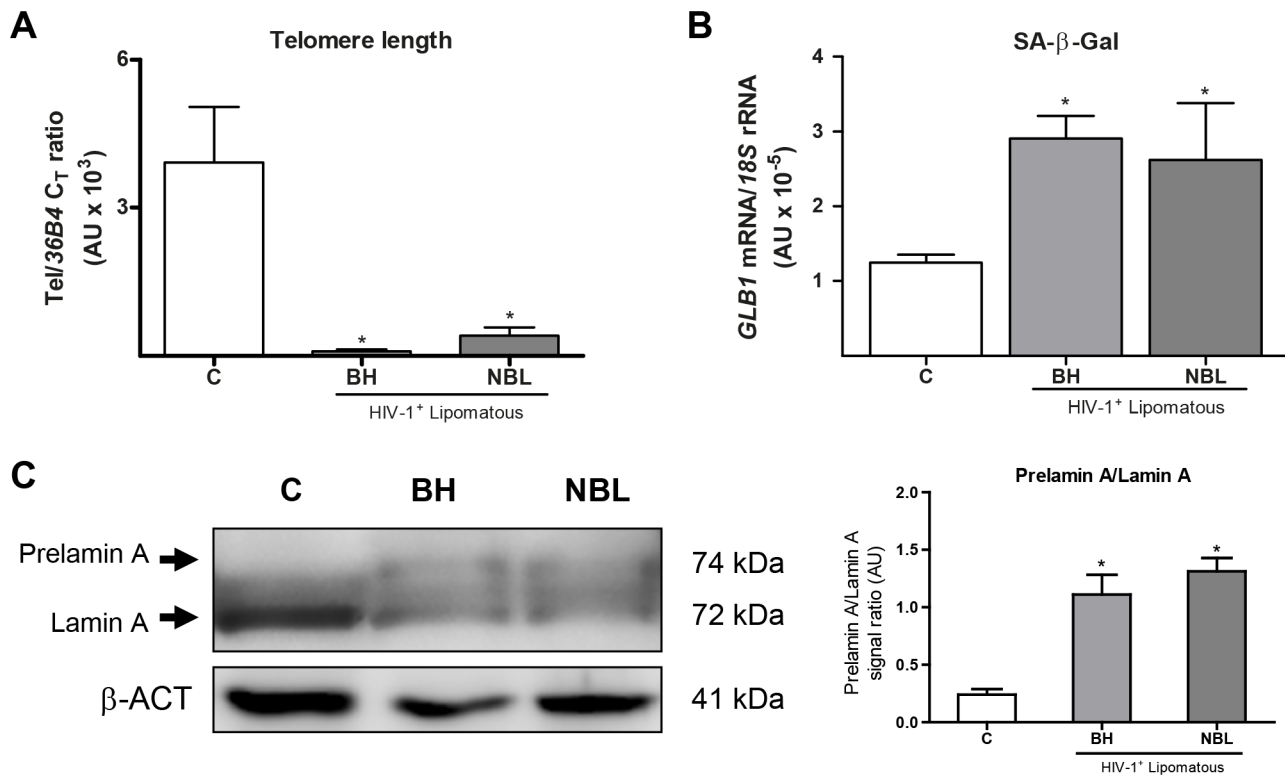 A
Telomere length
Tel/36B4 C_T ratio
(AU x 10³)
6
3
C
BH
NBL
*
*
HIV-1⁺ Lipomatous
B
SA-β-Gal
GLB1 mRNA/18S rRNA
(AU x 10⁻⁵)
4
3
2
1
*
*
C
BH
NBL
HIV-1⁺ Lipomatous
C
C
BH
NBL
Prelamin A
74 kDa
Lamin A
72 kDa
β-ACT
41 kDa
Prelamin A/Lamin A
Prelamin A/Lamin A
signal ratio (AU)
2.0
1.5
1.0
0.5
0.0
*
*
C
BH
NBL
HIV-1⁺ Lipomatous